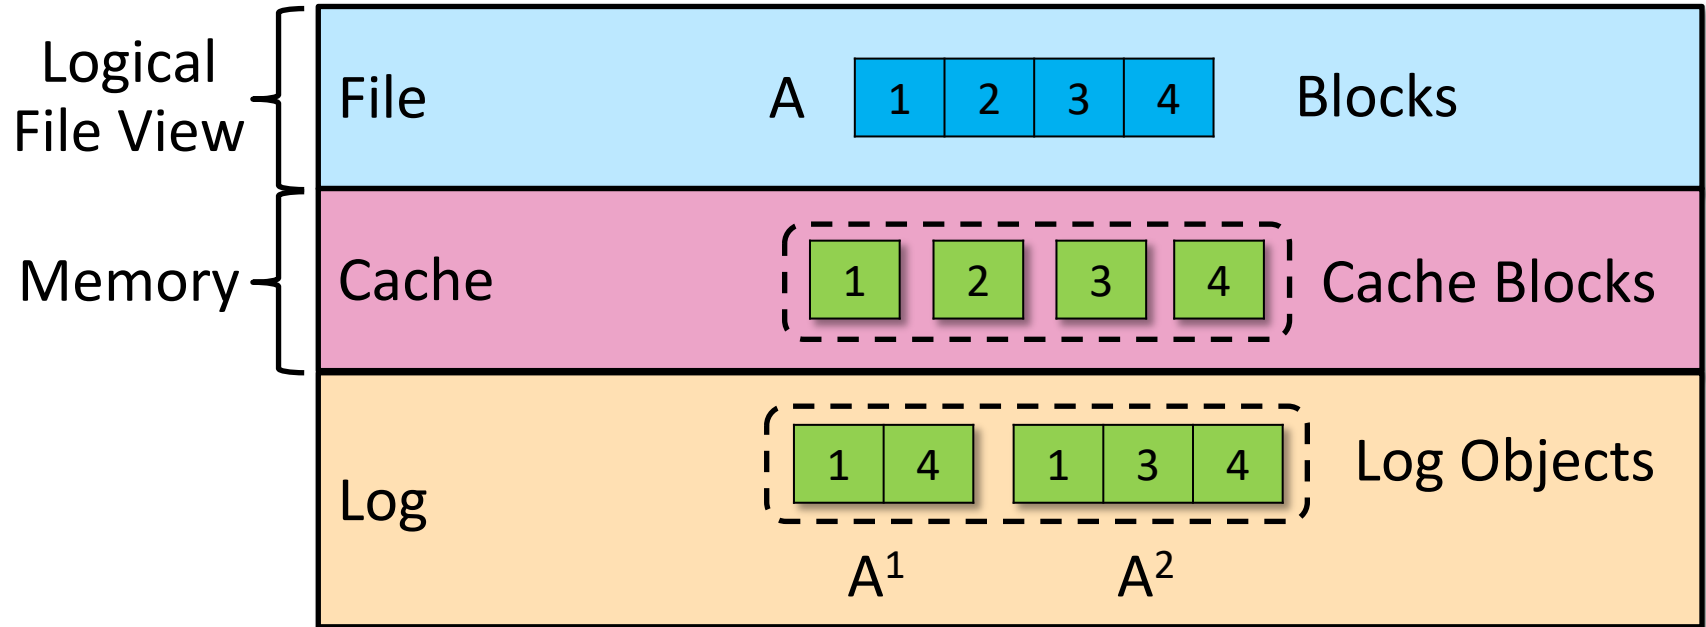 Logical
File View
File
A
1 2 3 4
Blocks
Memory
Cache
1 2 3 4
Cache Blocks
Log
1 4
1 3 4
Log Objects
A¹
A²